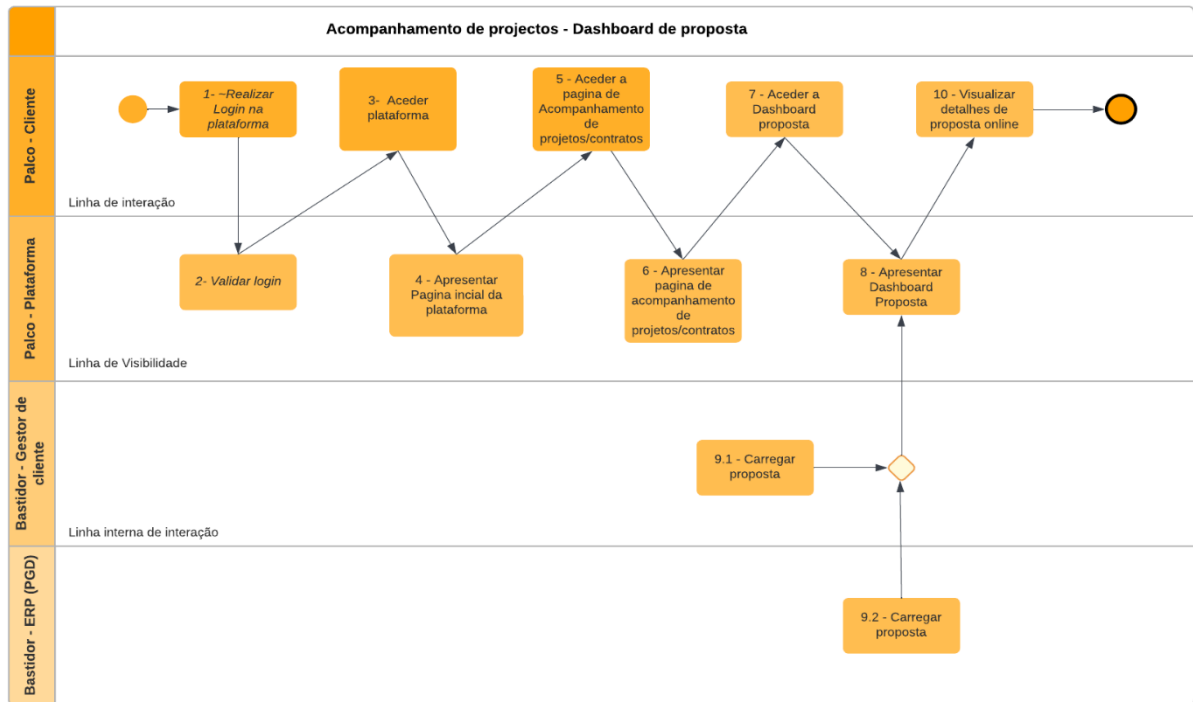 Acompanhamento de projectos - Dashboard de proposta
Palco - Cliente
1- ~Realizar
Login na
plataforma
3- Aceder
plataforma
5 - Aceder a
pagina de
Acompanhamento
de
projetos/contratos
7 - Aceder a
Dashboard
proposta
10 - Visualizar
detalhes de
proposta online
Linha de interação
Palco - Plataforma
2- Validar login
4 - Apresentar
Pagina incial da
plataforma
6 - Apresentar
pagina de
acompanhamento
de
projetos/contratos
8 - Apresentar
Dashboard
Proposta
Linha de Visibilidade
Bastidor - Gestor de
cliente
9.1 - Carregar
proposta
Linha interna de interação
Bastidor - ERP (PGD)
9.2 - Carregar
proposta